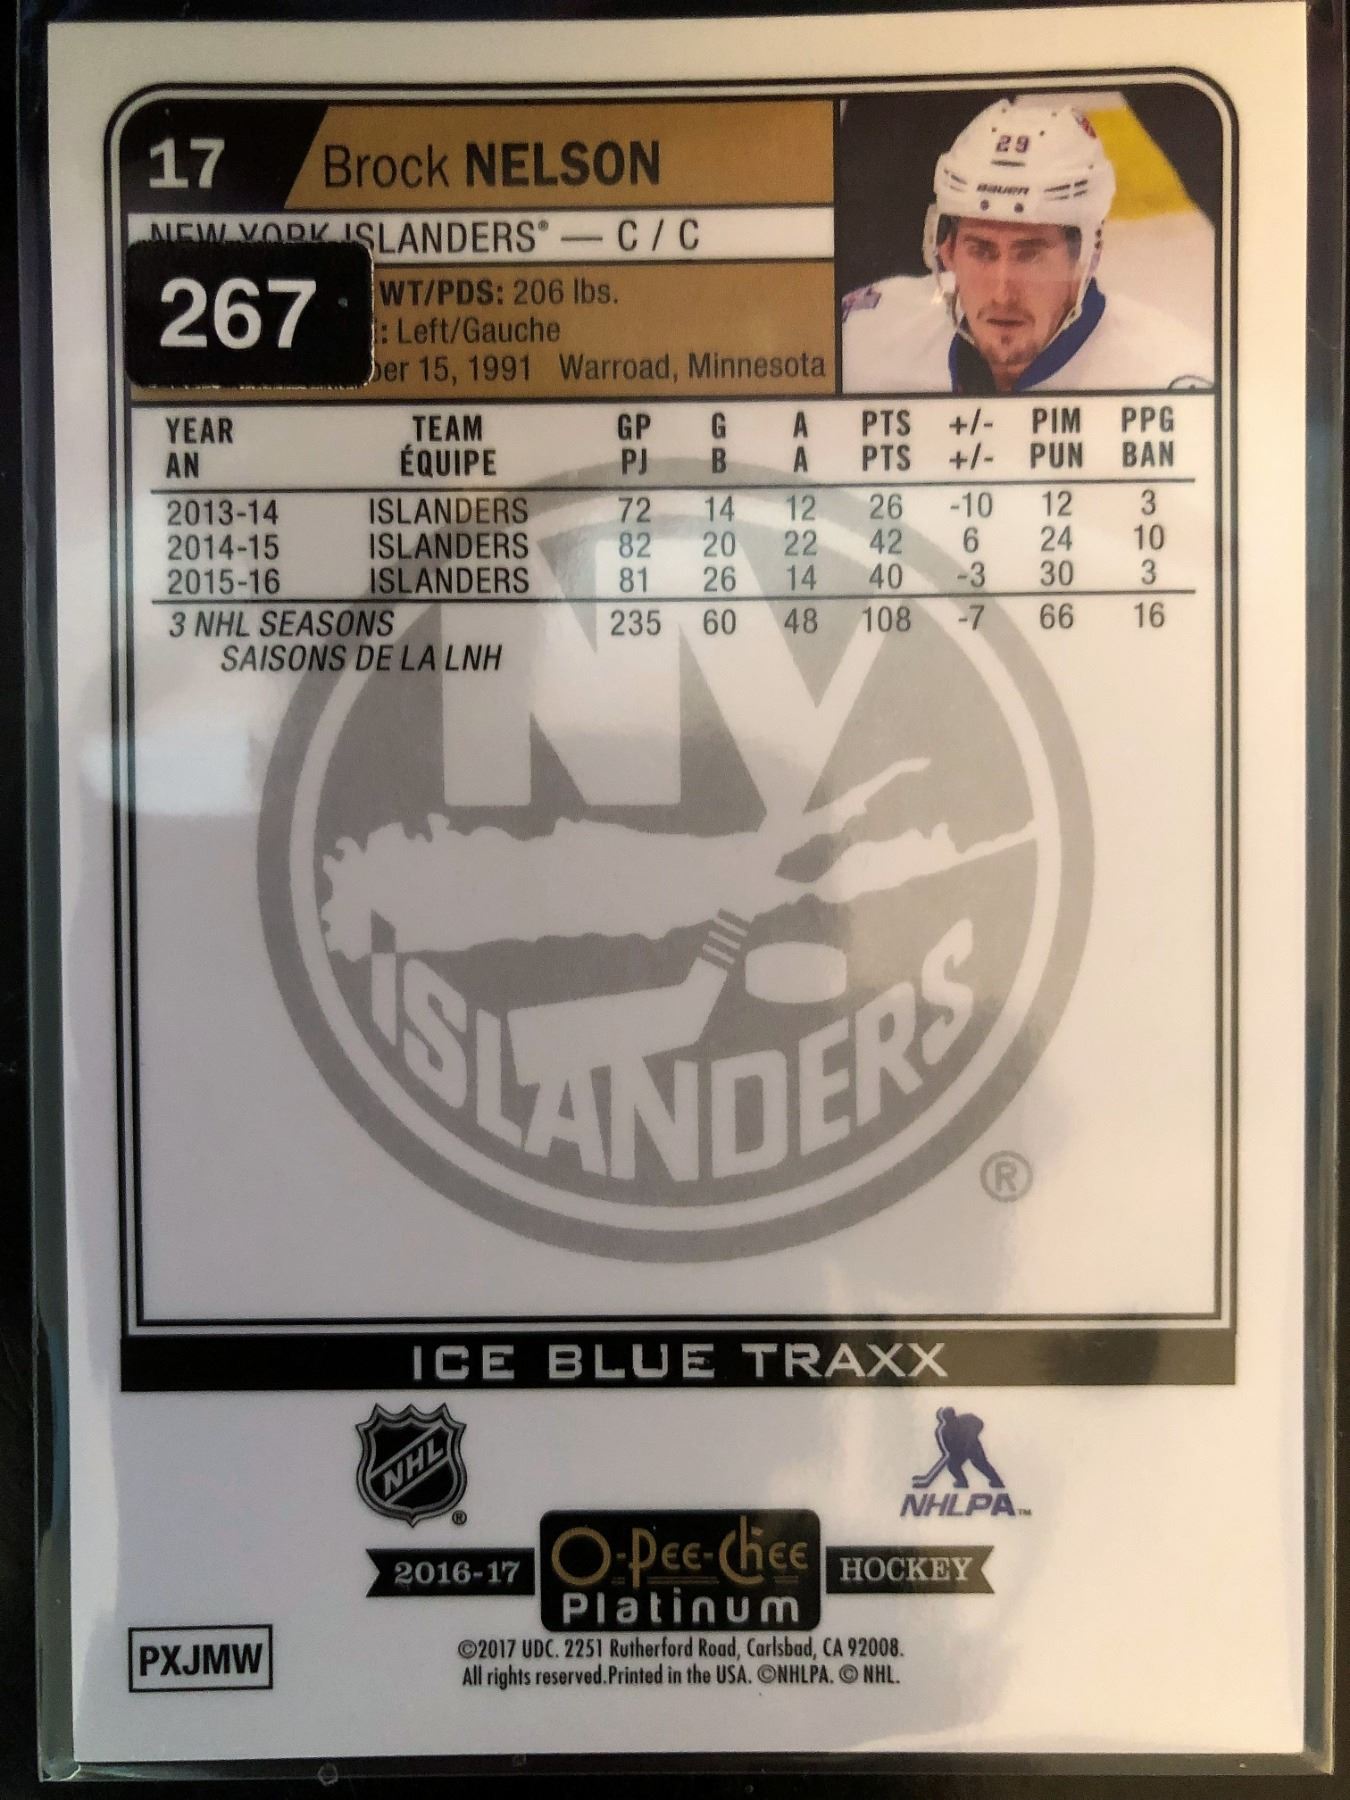 17 Brock NELSON
29
BAUER
NEW YORK ISLANDERS® — C / C
267
WT/PDS: 206 lbs.
: Left/Gauche
er 15, 1991 Warroad, Minnesota
YEAR TEAM GP G A PTS +/- PIM PPG
AN ÉQUIPE PJ B A PTS +/- PUN BAN
2013-14 ISLANDERS 72 14 12 26 -10 12 3
2014-15 ISLANDERS 82 20 22 42 6 24 10
2015-16 ISLANDERS 81 26 14 40 -3 30 3
3 NHL SEASONS 235 60 48 108 -7 66 16
SAISONS DE LA LNH
NY
ISLANDERS
®
ICE BLUE TRAXX
NHL ®
NHLPA™
2016-17 O-Pee-Chee HOCKEY
Platinum
PXJMW
©2017 UDC. 2251 Rutherford Road, Carlsbad, CA 92008.
All rights reserved.Printed in the USA. ©NHLPA. © NHL.